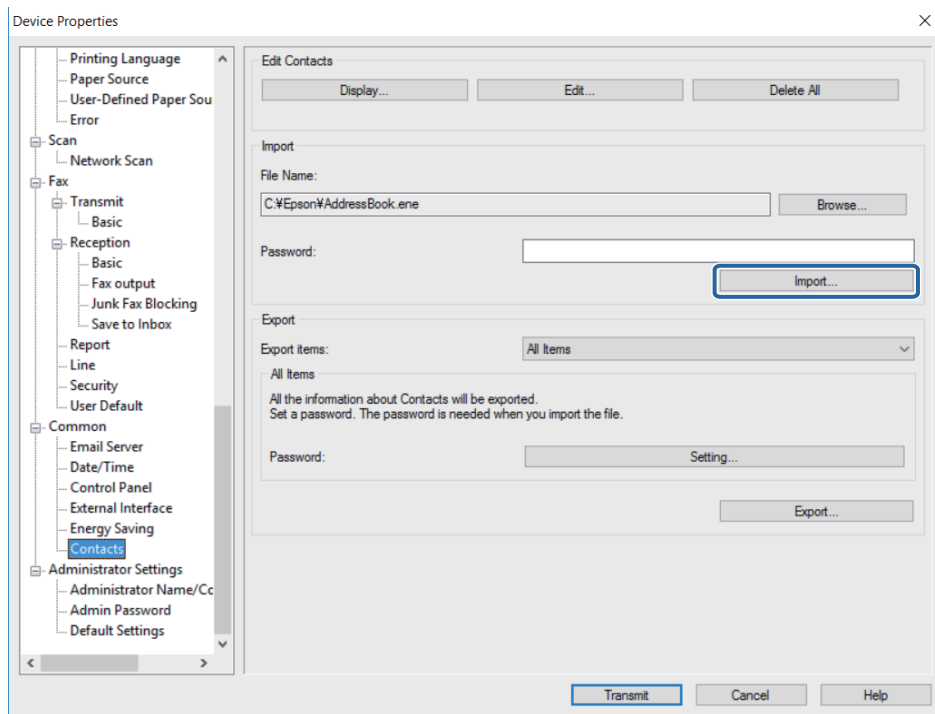 Device Properties
Printing Language
Paper Source
User-Defined Paper Sou
Error
Scan
Network Scan
Fax
Transmit
Basic
Reception
Basic
Fax output
Junk Fax Blocking
Save to Inbox
Report
Line
Security
User Default
Common
Email Server
Date/Time
Control Panel
External Interface
Energy Saving
Contacts
Administrator Settings
Administrator Name/Co
Admin Password
Default Settings
Edit Contacts
Display... Edit... Delete All
Import
File Name:
C:¥Epson¥AddressBook.ene Browse...
Password:
Import...
Export
Export items: All Items
All Items
All the information about Contacts will be exported.
Set a password. The password is needed when you import the file.
Password: Setting...
Export...
Transmit Cancel Help